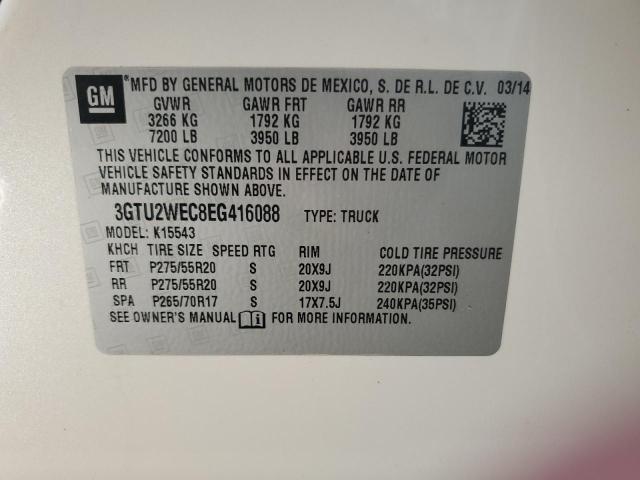 GM ® MFD BY GENERAL MOTORS DE MEXICO, S. DE R.L. DE C.V. 03/14
GVWR GAWR FRT GAWR RR
3266 KG 1792 KG 1792 KG
7200 LB 3950 LB 3950 LB
THIS VEHICLE CONFORMS TO ALL APPLICABLE U.S. FEDERAL MOTOR
VEHICLE SAFETY STANDARDS IN EFFECT ON THE DATE OF
MANUFACTURE SHOWN ABOVE.
3GTU2WEC8EG416088 TYPE: TRUCK
MODEL: K15543
KHCH TIRE SIZE SPEED RTG RIM COLD TIRE PRESSURE
FRT P275/55R20 S 20X9J 220KPA(32PSI)
RR P275/55R20 S 20X9J 220KPA(32PSI)
SPA P265/70R17 S 17X7.5J 240KPA(35PSI)
SEE OWNER'S MANUAL FOR MORE INFORMATION.